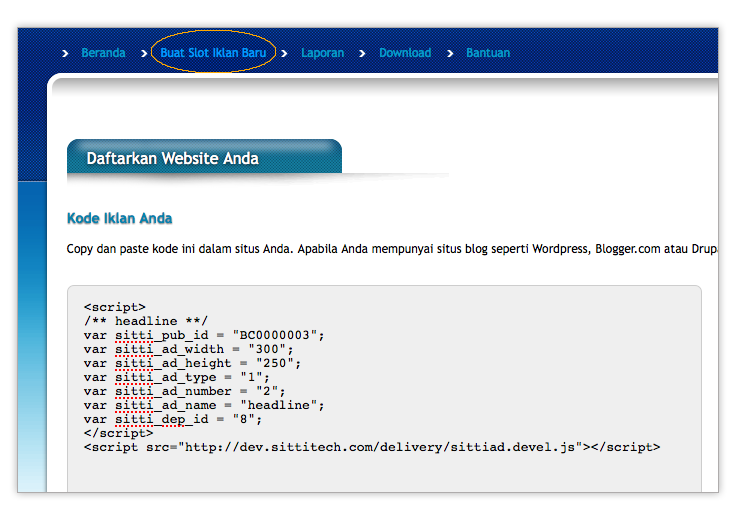 Beranda Buat Slot Iklan Baru Laporan Download Bantuan
Daftarkan Website Anda
Kode Iklan Anda
Copy dan paste kode ini dalam situs Anda. Apabila Anda mempunyai situs blog seperti Wordpress, Blogger.com atau Drup
<script>
/** headline **/
var sitti_pub_id = "BC0000003";
var sitti_ad_width = "300";
var sitti_ad_height = "250";
var sitti_ad_type = "1";
var sitti_ad_number = "2";
var sitti_ad_name = "headline";
var sitti_dep_id = "8";
</script>
<script src="http://dev.sittitech.com/delivery/sittiad.devel.js"></script>